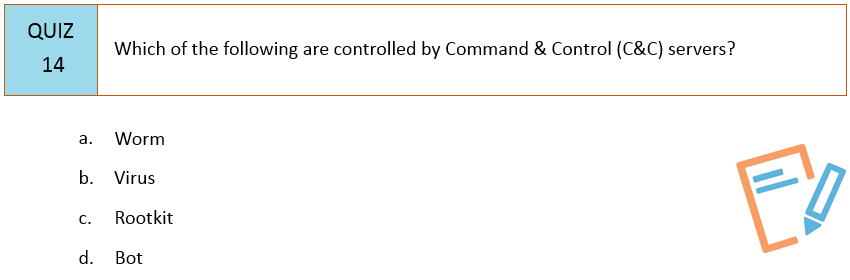 QUIZ
14
Which of the following are controlled by Command & Control (C&C) servers?
a. Worm
b. Virus
c. Rootkit
d. Bot